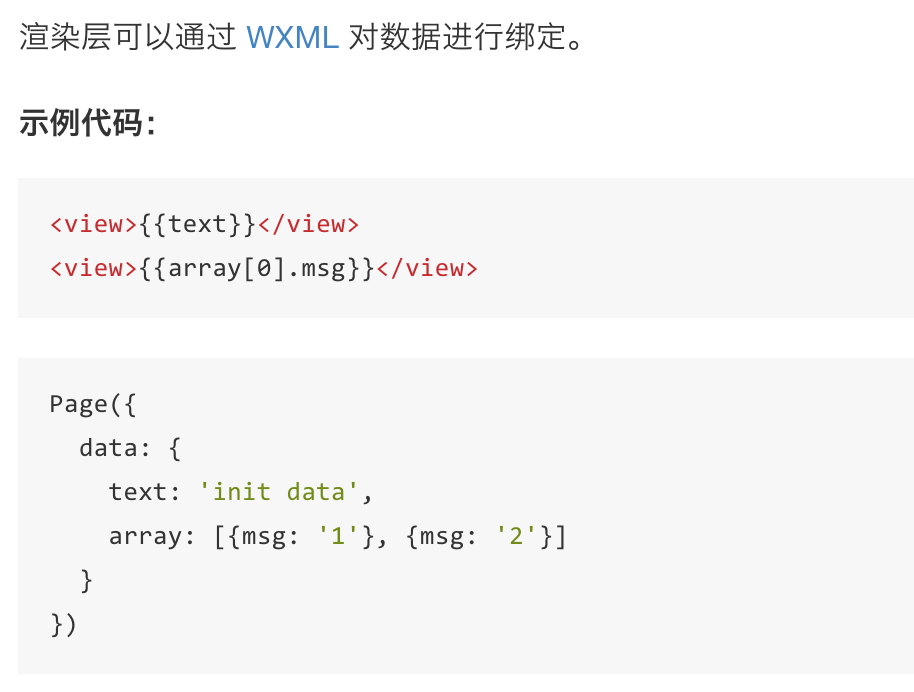 渲染层可以通过 WXML 对数据进行绑定。
示例代码：
<view>{{text}}</view>
<view>{{array[0].msg}}</view>
Page({
  data: {
    text: 'init data',
    array: [{msg: '1'}, {msg: '2'}]
  }
})